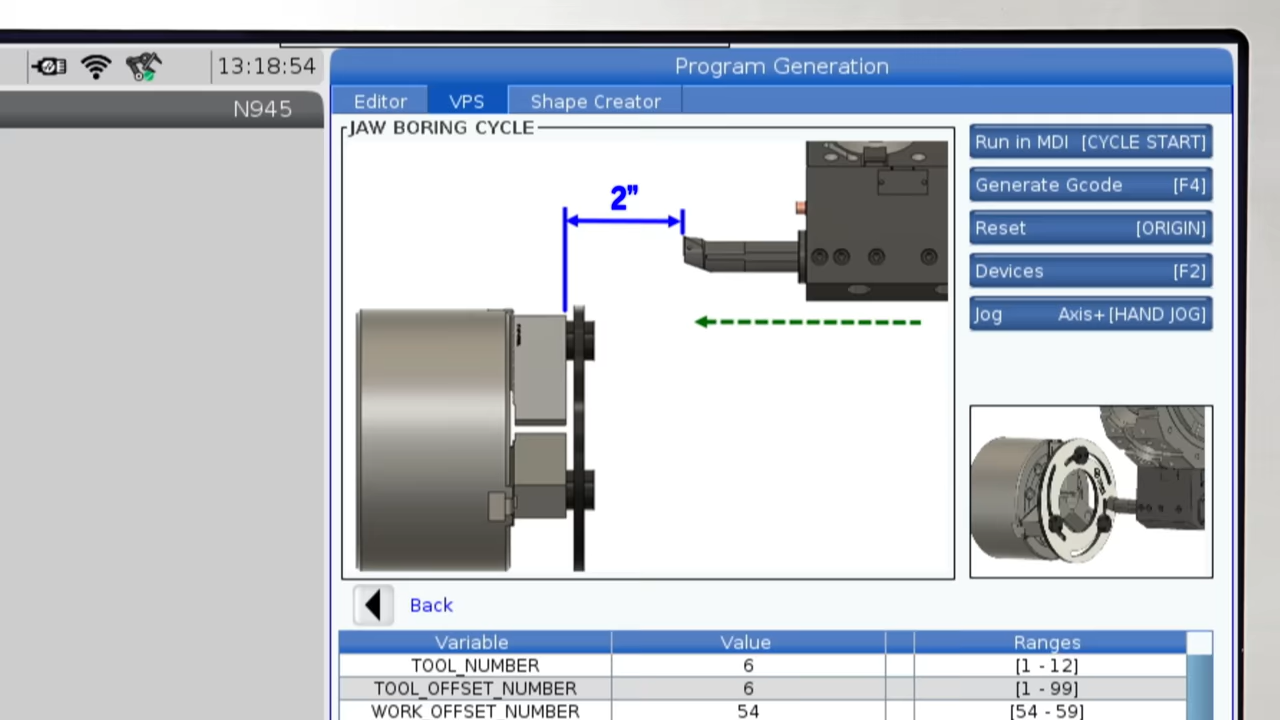 13:18:54
N945
Program Generation
Editor VPS Shape Creator
JAW BORING CYCLE
2"
Run in MDI [CYCLE START]
Generate Gcode [F4]
Reset [ORIGIN]
Devices [F2]
Jog Axis+[HAND JOG]
Back
Variable Value Ranges
TOOL_NUMBER 6 [1 - 12]
TOOL_OFFSET_NUMBER 6 [1 - 99]
WORK_OFFSET_NUMBER 54 [54 - 59]